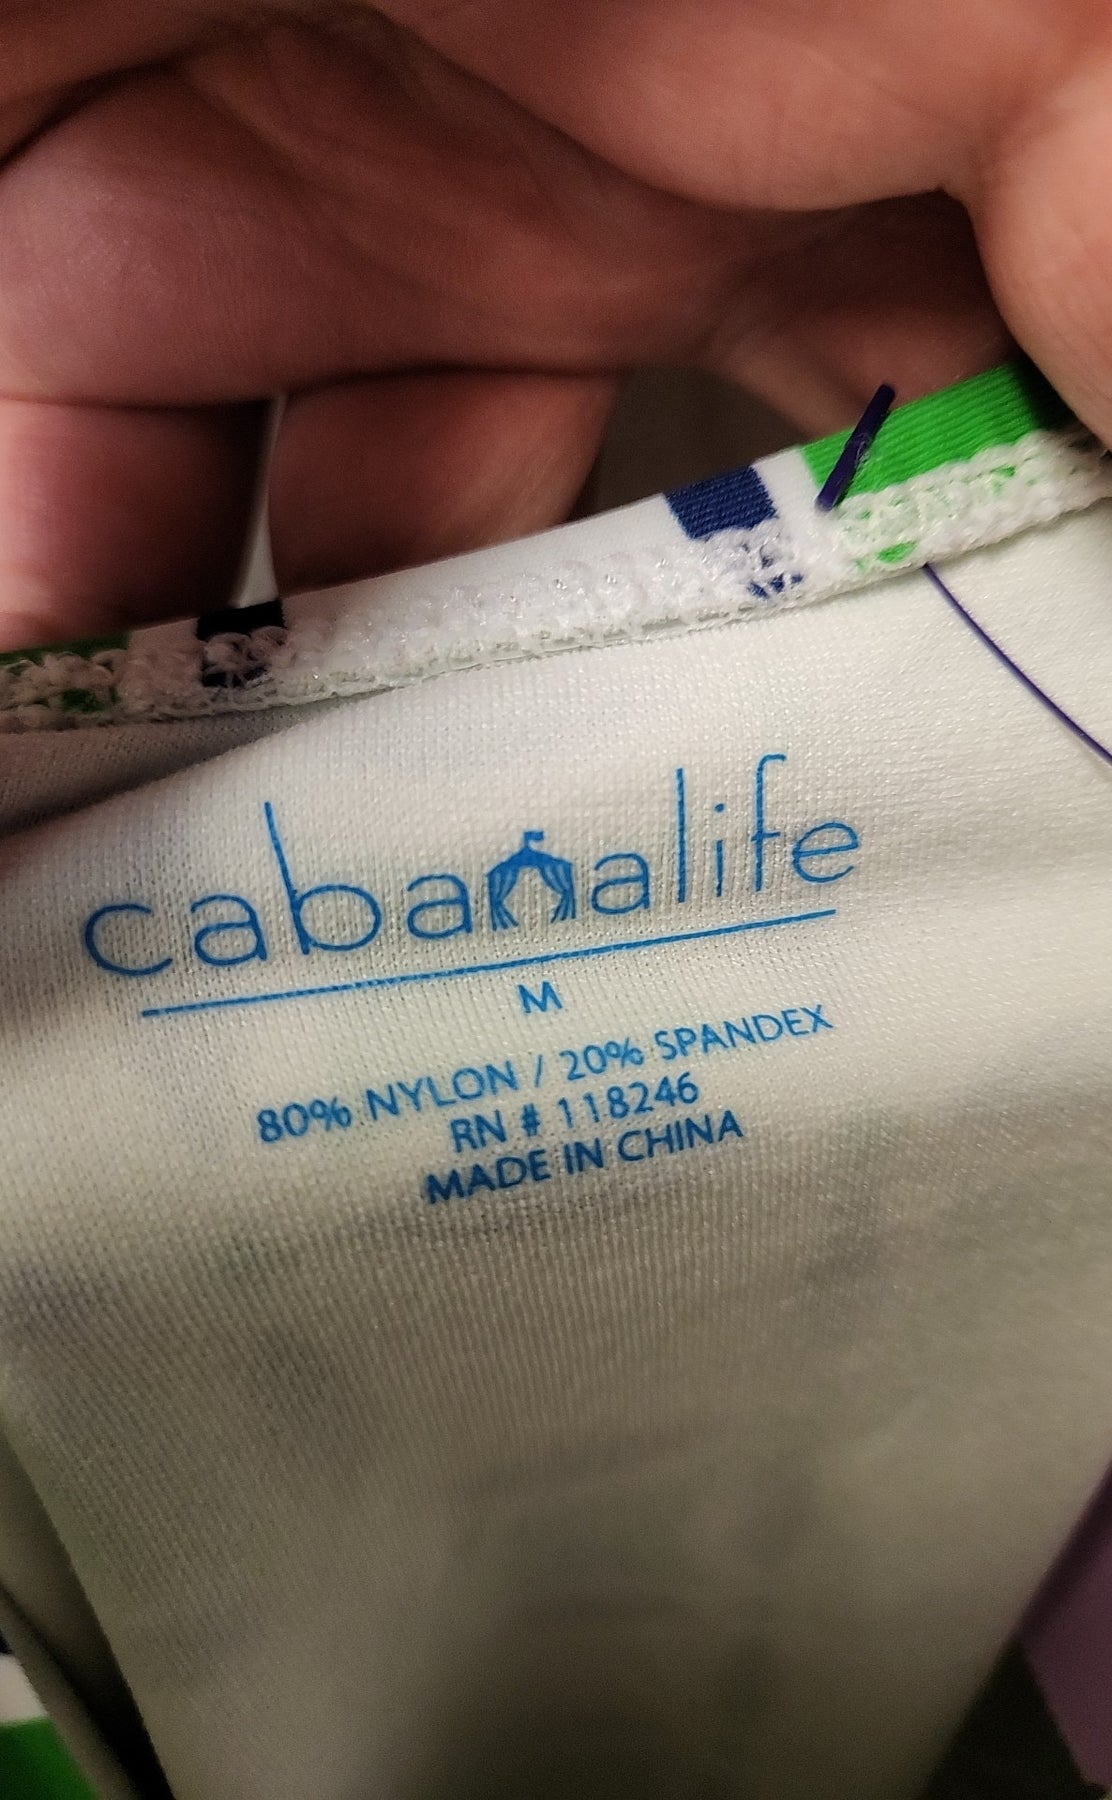 cabanalife
M
80% NYLON / 20% SPANDEX
RN # 118246
MADE IN CHINA